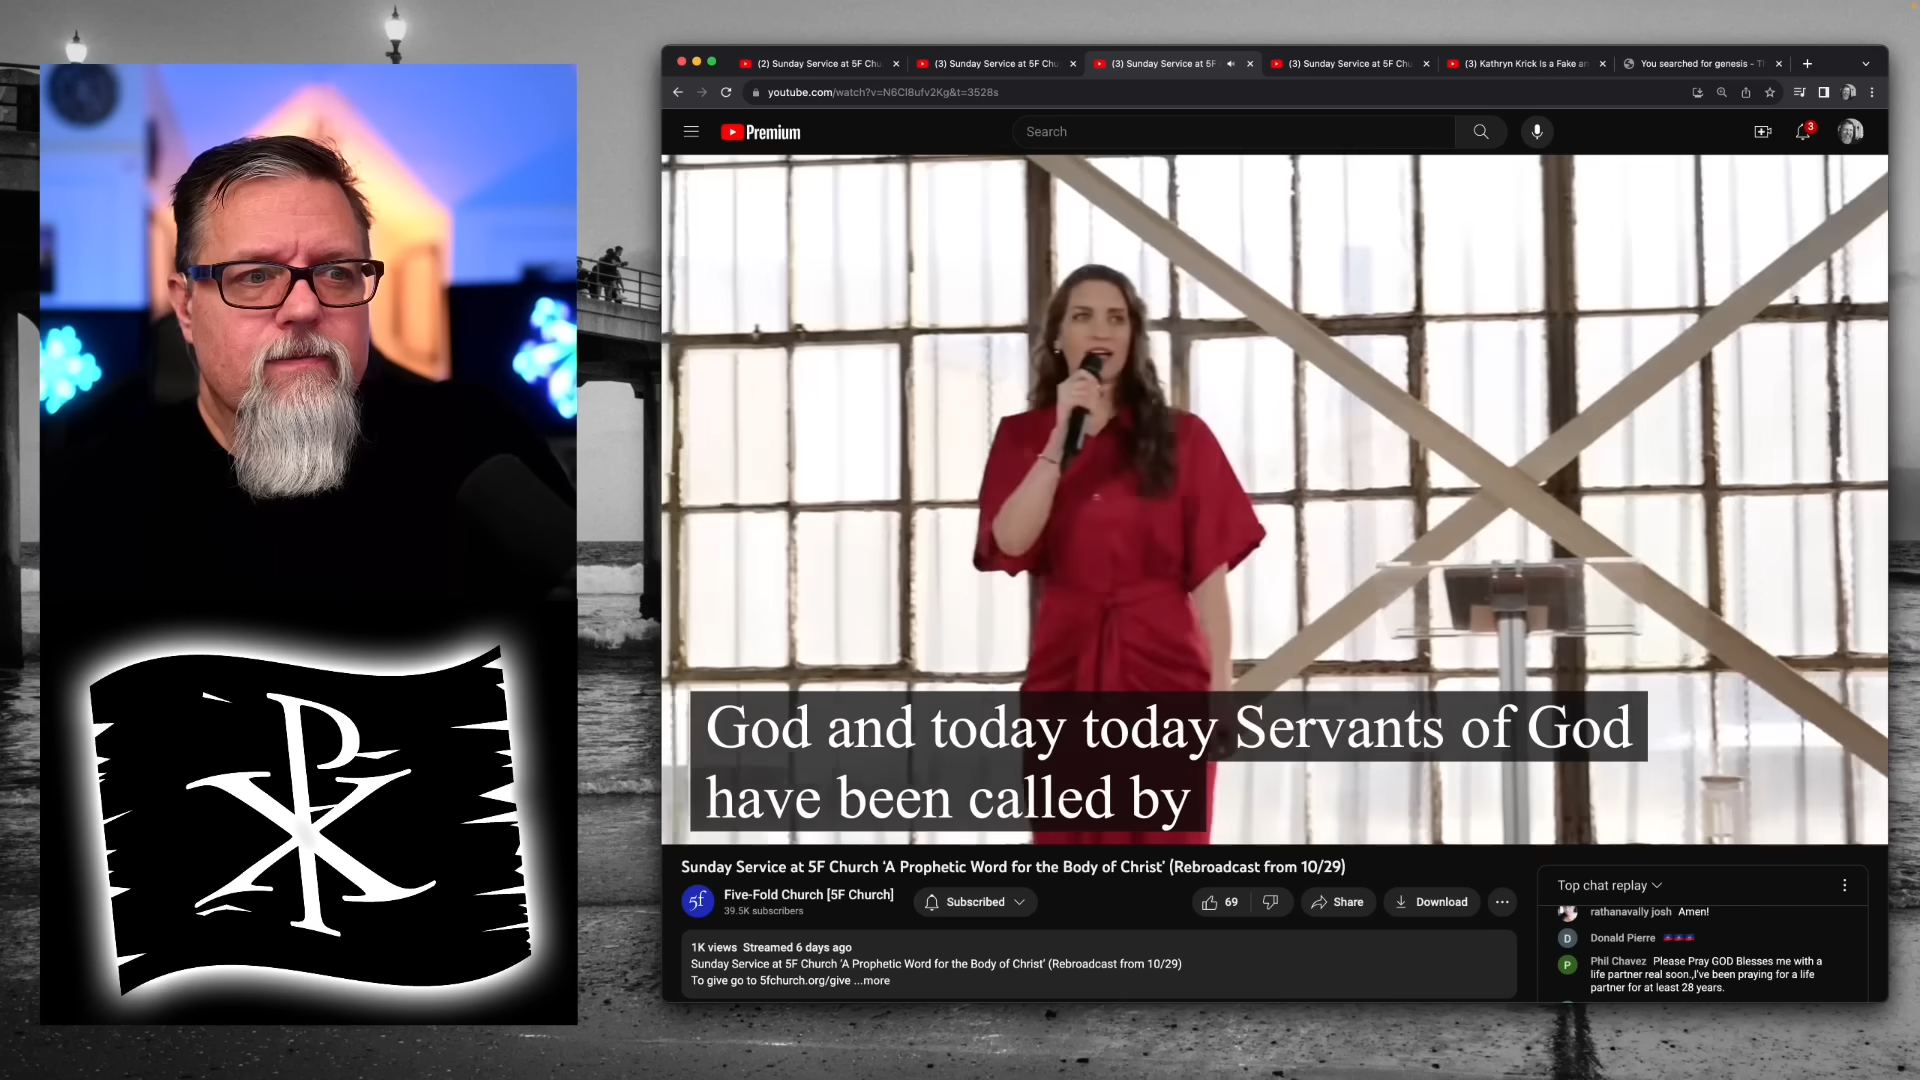 (2) Sunday Service at 5F Chu
(3) Sunday Service at 5F Chu
(3) Sunday Service at 5F
(3) Sunday Service at 5F Chu
(3) Kathryn Krick Is a Fake an
You searched for genesis - Th
youtube.com/watch?v=N6Cl8ufv2Kg&t=3528s
Premium
Search
3
God and today today Servants of God
have been called by
Sunday Service at 5F Church ‘A Prophetic Word for the Body of Christ’ (Rebroadcast from 10/29)
5f
Five-Fold Church [5F Church]
39.5K subscribers
Subscribed
69
Share
Download
1K views Streamed 6 days ago
Sunday Service at 5F Church ‘A Prophetic Word for the Body of Christ’ (Rebroadcast from 10/29)
To give go to 5fchurch.org/give ...more
Top chat replay
rathanavally josh Amen!
D Donald Pierre
P Phil Chavez Please Pray GOD Blesses me with a
life partner real soon.,I've been praying for a life
partner for at least 28 years.